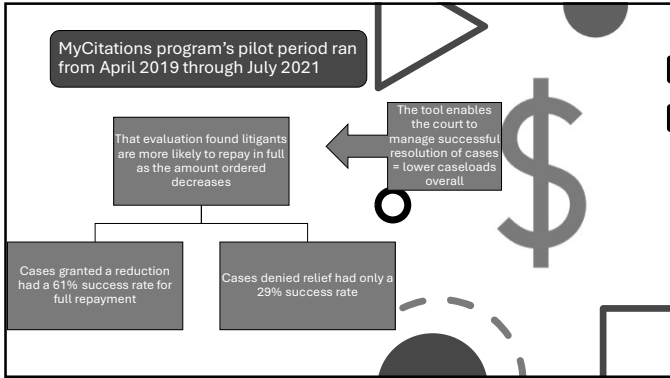 MyCitations program's pilot period ran
from April 2019 through July 2021
The tool enables
the court to
manage successful
resolution of cases
= lower caseloads
overall
That evaluation found litigants
are more likely to repay in full
as the amount ordered
decreases
Cases granted a reduction
had a 61% success rate for
full repayment
Cases denied relief had only a
29% success rate
$